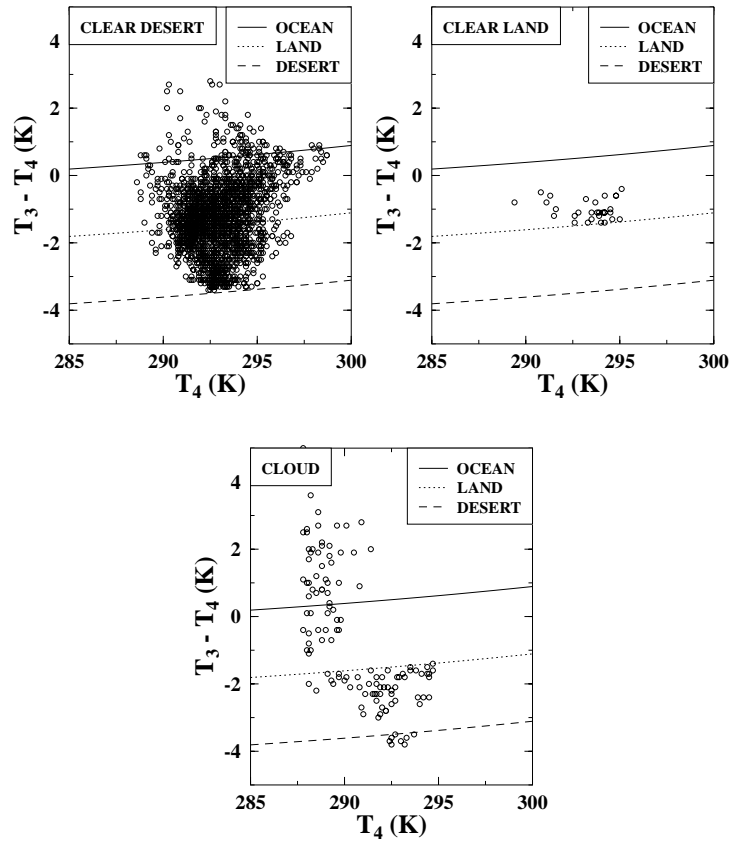 CLEAR DESERT
OCEAN
LAND
DESERT
4
2
0
-2
-4
T3 - T4 (K)
285
290
295
300
T4 (K)
CLEAR LAND
OCEAN
LAND
DESERT
4
2
0
-2
-4
T3 - T4 (K)
285
290
295
300
T4 (K)
CLOUD
OCEAN
LAND
DESERT
4
2
0
-2
-4
T3 - T4 (K)
285
290
295
300
T4 (K)